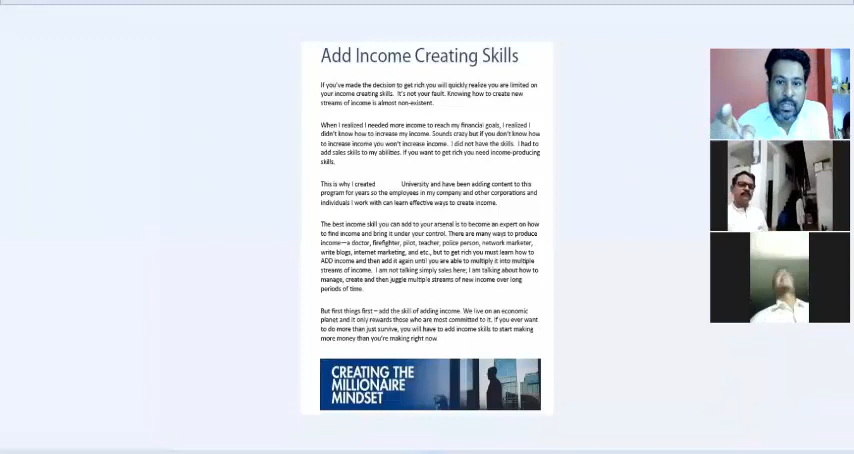 Add Income Creating Skills
If you've made the decision to get rich you will quickly realize you are limited on
your income creating skills. It's not your fault. Knowing how to create new
streams of income is almost non-existent.
When I realized I needed more income to reach my financial goals, I realized I
didn't know how to increase my income. Sounds crazy but if you don't know how
to increase income you won't increase income. I did not have the skills. I had to
add sales skills to my abilities. If you want to get rich you need income-producing
skills.
This is why I created University and have been adding content to this
program for years so the employees in my company and other corporations and
individuals I work with can learn effective ways to create income.
The best income skill you can add to your arsenal is to become an expert on how
to find income and bring it under your control. There are many ways to produce
income—a doctor, firefighter, pilot, teacher, police person, network marketer,
write blogs, internet marketing, and etc., but to get rich you must learn how to
ADD income and then add it again until you are able to multiply it into multiple
streams of income. I am not talking simply sales here; I am talking about how to
manage, create and then juggle multiple streams of new income over long
periods of time.
But first things first – add the skill of adding income. We live on an economic
planet and it only rewards those who are most committed to it. If you ever want
to do more than just survive, you will have to add income skills to start making
more money than you're making right now
CREATING THE
MILLIONAIRE
MINDSET